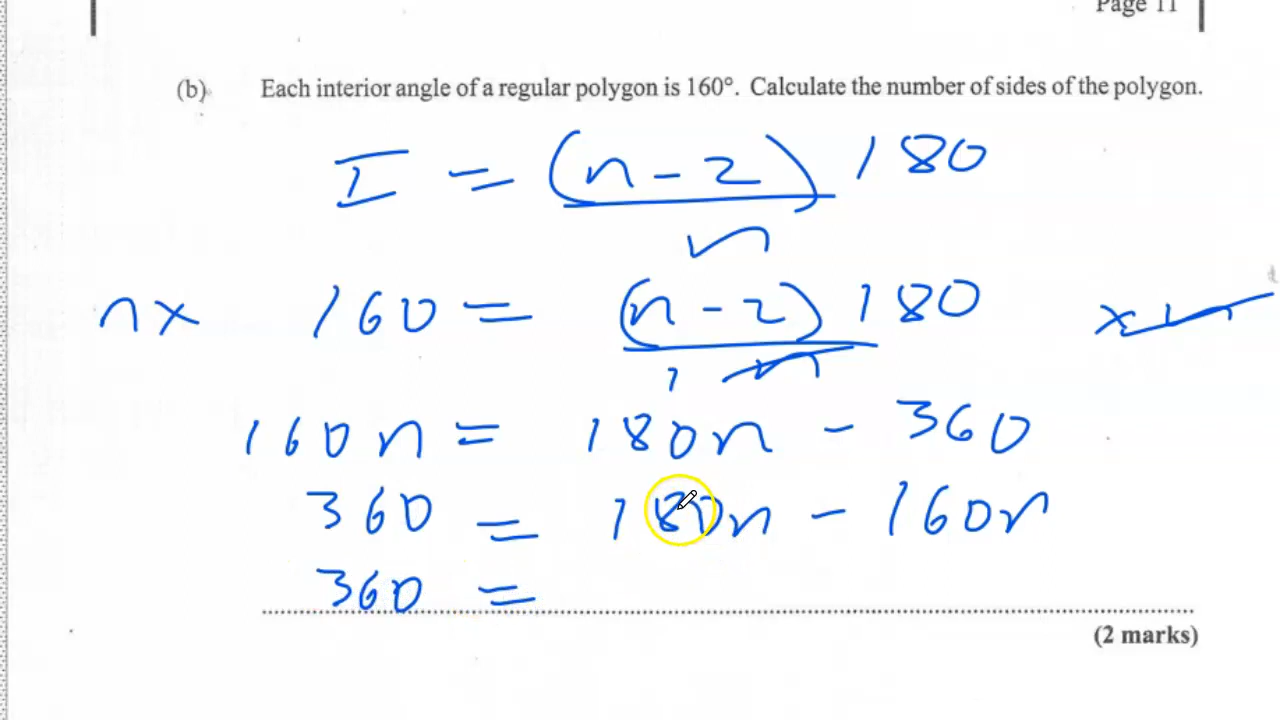 Page 11
(b) Each interior angle of a regular polygon is 160°. Calculate the number of sides of the polygon.
I = (n - 2) 180
n
n x 160 = (n - 2) 180 x n
1 n
160n = 180n - 360
360 = 180n - 160n
360 =
(2 marks)